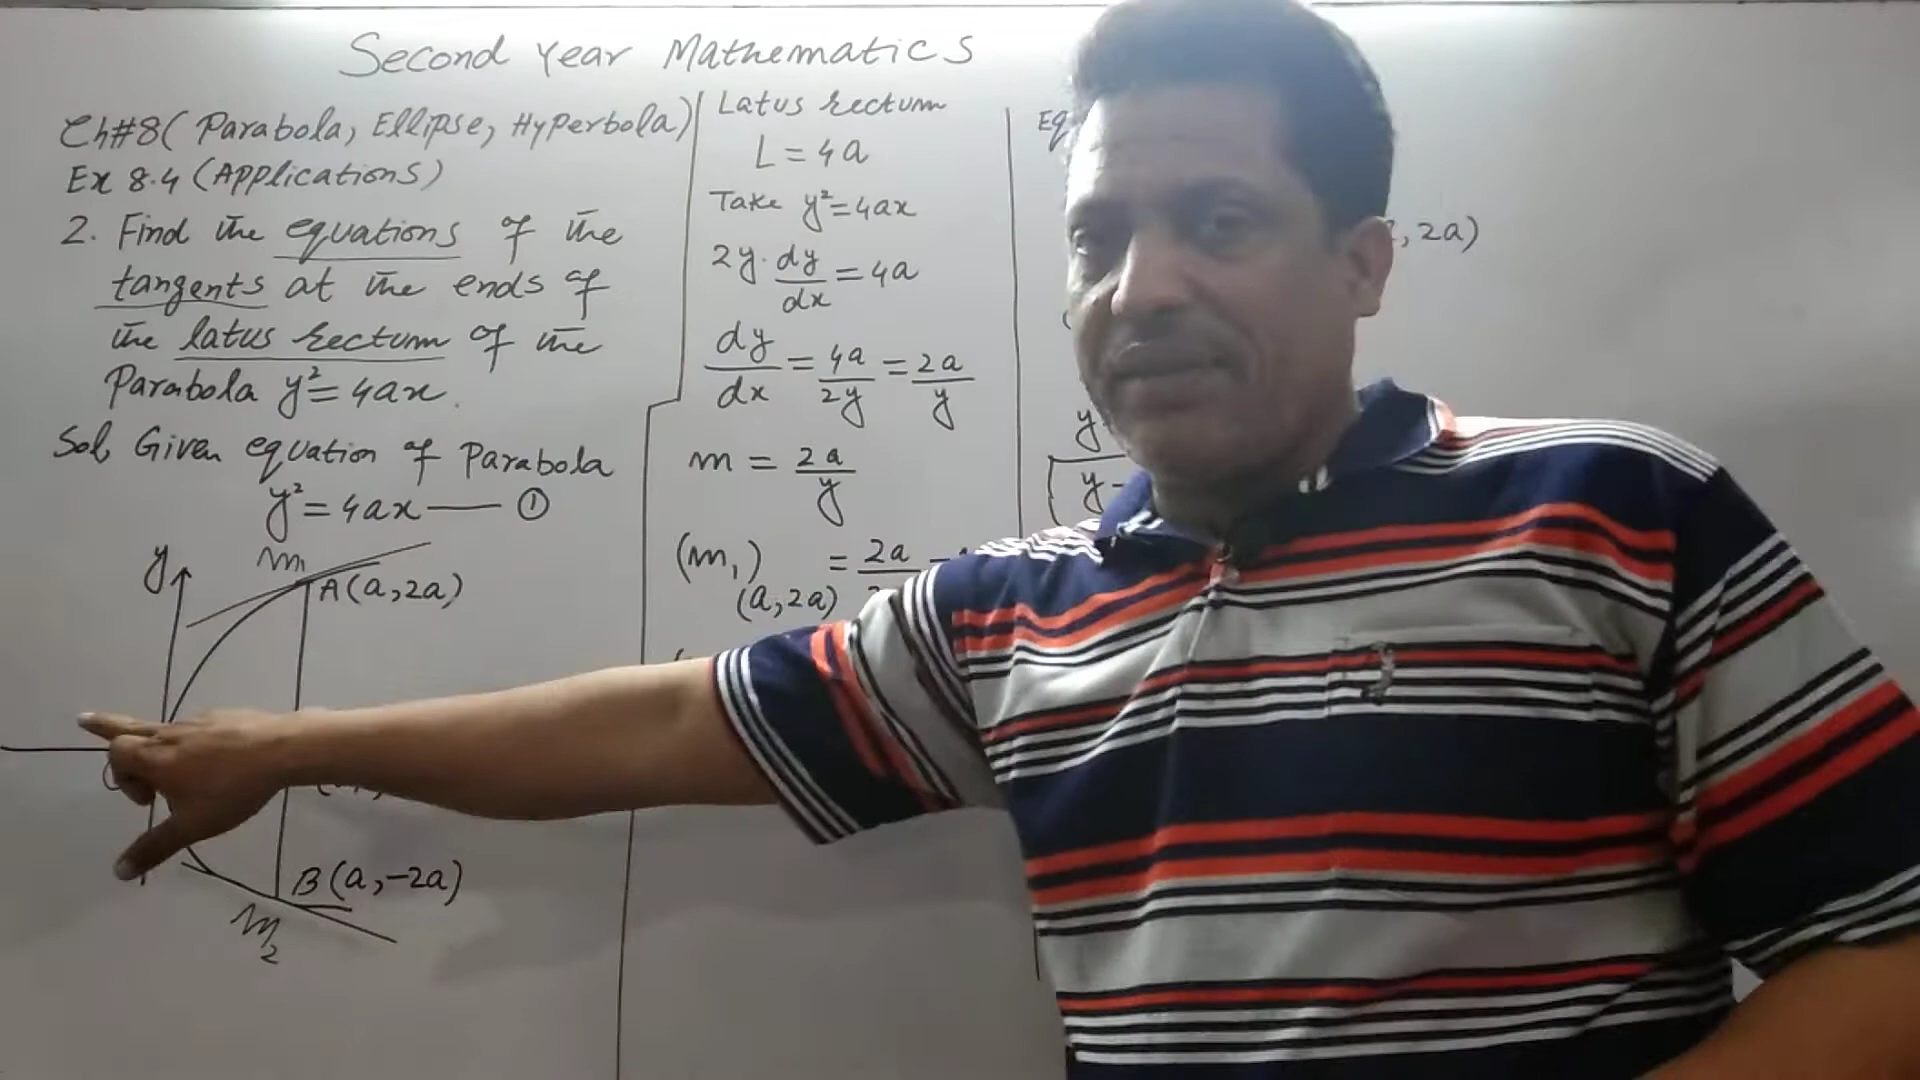 Second Year Mathematics
Ch#8 (Parabola, Ellipse, Hyperbola)
Ex 8.4 (Applications)
2. Find the equations of the
tangents at the ends of
the latus rectum of the
Parabola y² = 4ax.
Sol. Given equation of Parabola
y² = 4ax —— ①
y
m₁
A(a, 2a)
B(a, -2a)
m₂
Latus rectum
L = 4a
Take y² = 4ax
2y · dy/dx = 4a
dy/dx = 4a/2y = 2a/y
m = 2a/y
(m₁) = 2a
(a, 2a)
Eq
, 2a)
y
y -